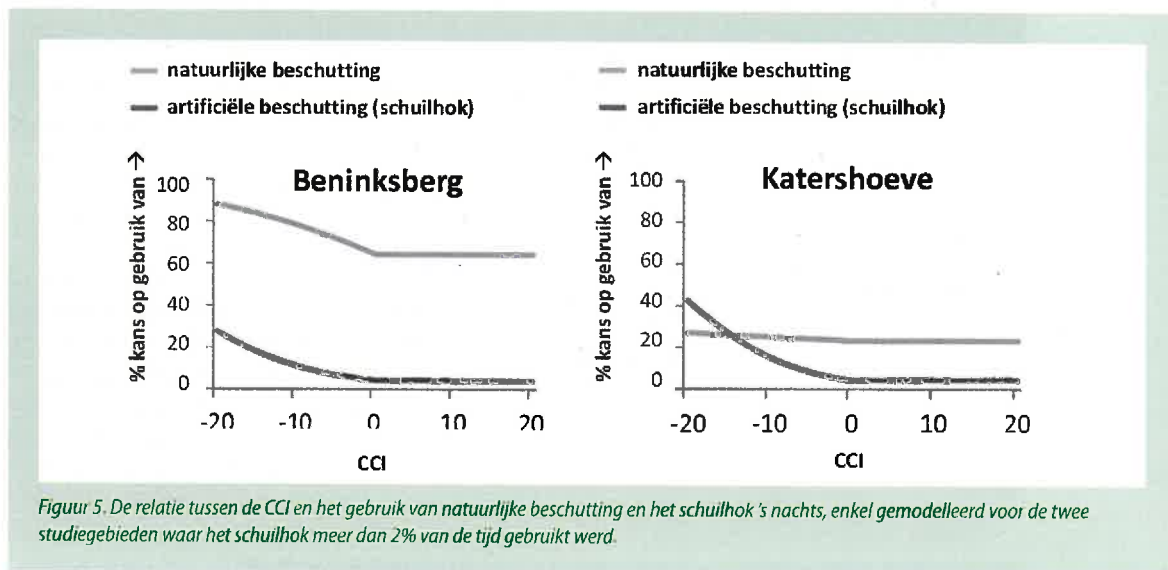 natuurlijke beschutting
artificiële beschutting (schuilhok)
% kans op gebruik van →
Beninksberg
100
80
60
40
20
0
-20 -10 0 10 20
CCI
natuurlijke beschutting
artificiële beschutting (schuilhok)
% kans op gebruik van →
Katershoeve
100
80
60
40
20
0
-20 -10 0 10 20
CCI
Figuur 5. De relatie tussen de CCI en het gebruik van natuurlijke beschutting en het schuilhok 's nachts, enkel gemodelleerd voor de twee
studiegebieden waar het schuilhok meer dan 2% van de tijd gebruikt werd.